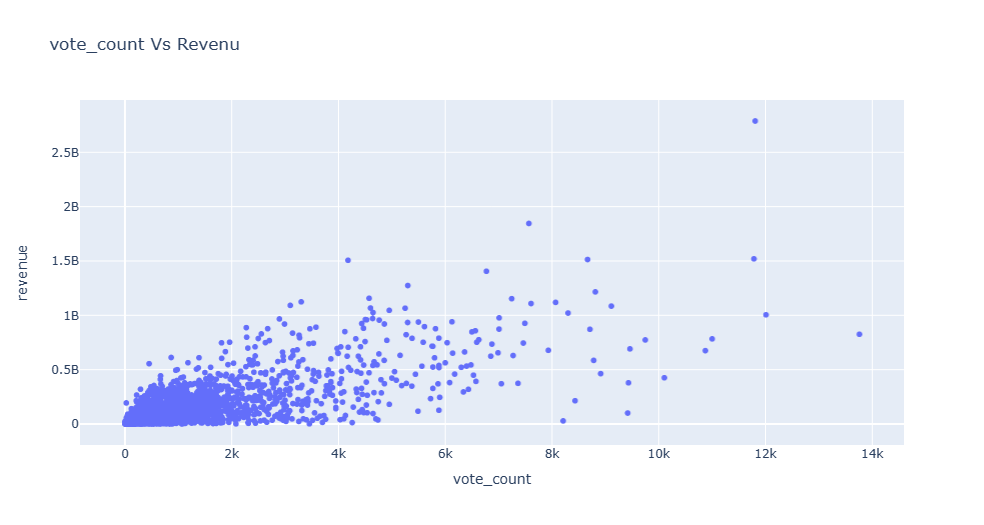 vote_count Vs Revenu
2.5B
2B
1.5B
1B
0.5B
0
revenue
0 2k 4k 6k 8k 10k 12k 14k
vote_count